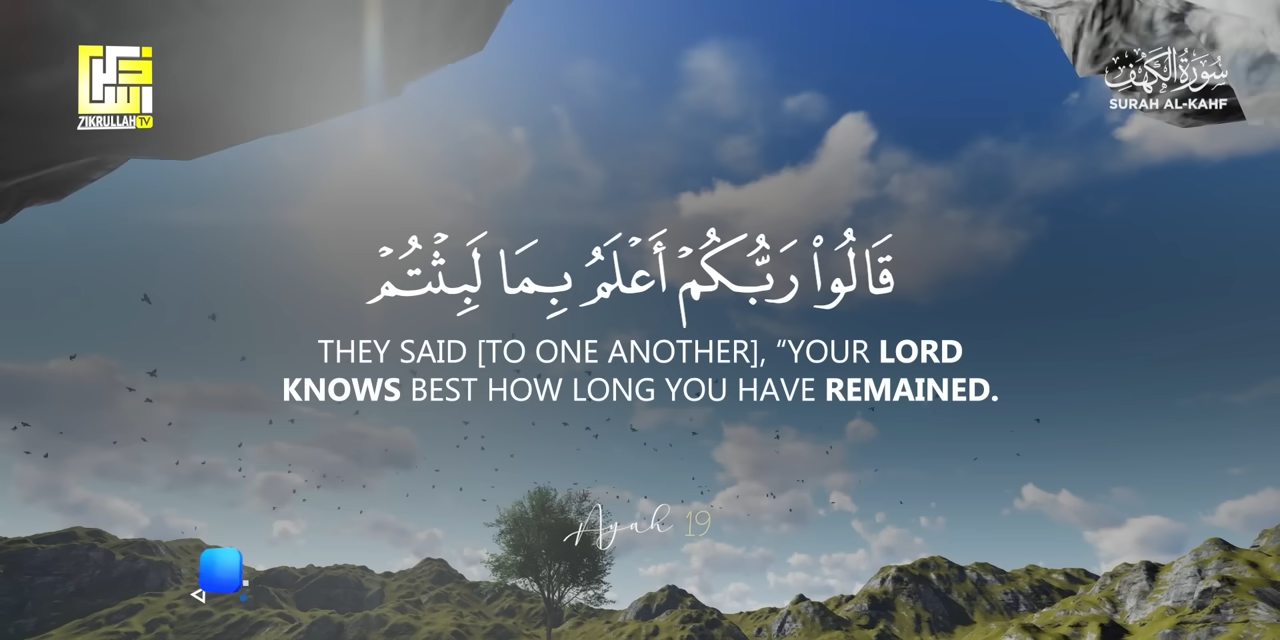 ZIKRULLAH TV
سُورَةُ الْكَهْفِ
SURAH AL-KAHF
قَالُوا۟ رَبُّكُمْ أَعْلَمُ بِمَا لَبِثْتُمْ
THEY SAID [TO ONE ANOTHER], “YOUR LORD
KNOWS BEST HOW LONG YOU HAVE REMAINED.
Ayah 19